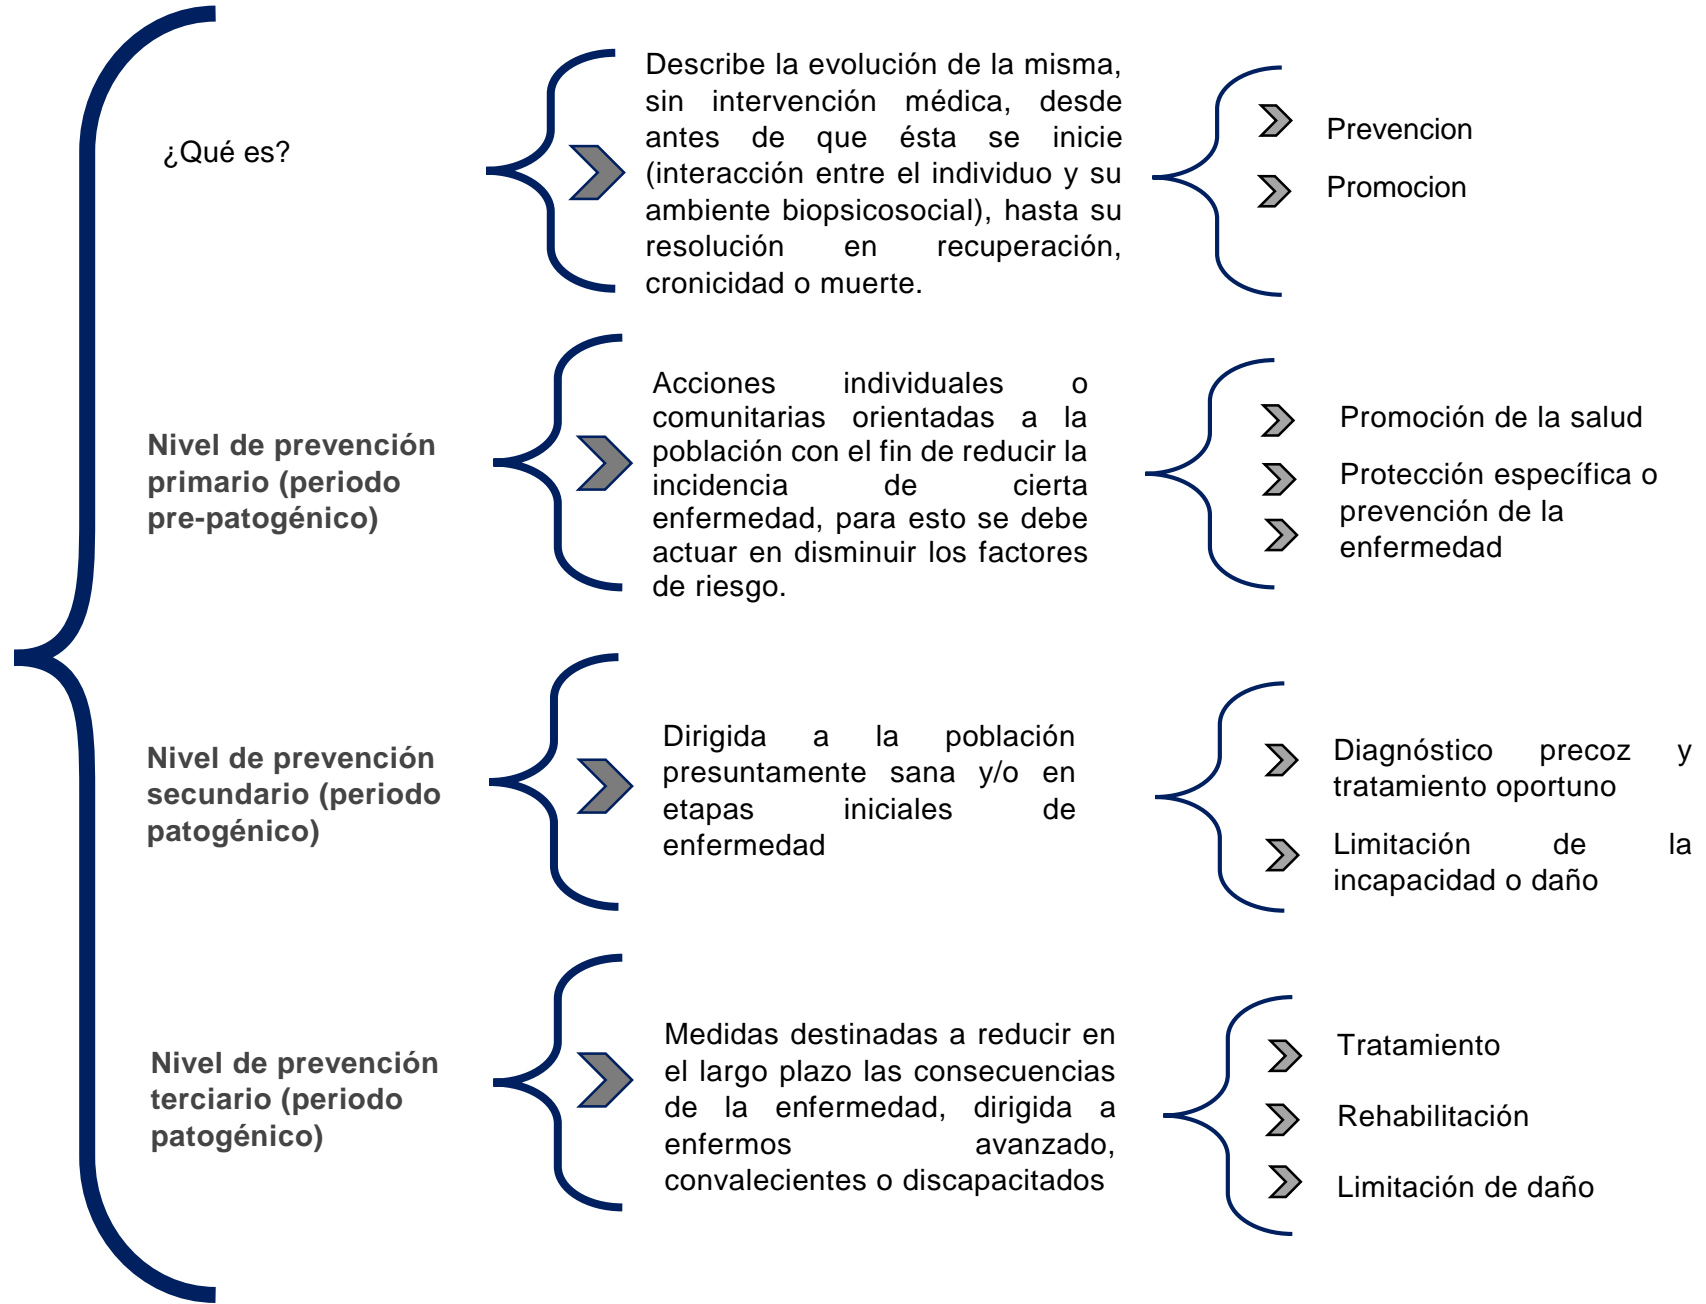 ¿Qué es?
Describe la evolución de la misma,
sin intervención médica, desde
antes de que ésta se inicie
(interacción entre el individuo y su
ambiente biopsicosocial), hasta su
resolución en recuperación,
cronicidad o muerte.
Prevencion
Promocion
Nivel de prevención
primario (periodo
pre-patogénico)
Acciones individuales o
comunitarias orientadas a la
población con el fin de reducir la
incidencia de cierta
enfermedad, para esto se debe
actuar en disminuir los factores
de riesgo.
Promoción de la salud
Protección específica o
prevención de la
enfermedad
Nivel de prevención
secundario (periodo
patogénico)
Dirigida a la población
presuntamente sana y/o en
etapas iniciales de
enfermedad
Diagnóstico precoz y
tratamiento oportuno
Limitación de la
incapacidad o daño
Nivel de prevención
terciario (periodo
patogénico)
Medidas destinadas a reducir en
el largo plazo las consecuencias
de la enfermedad, dirigida a
enfermos avanzado,
convalecientes o discapacitados
Tratamiento
Rehabilitación
Limitación de daño